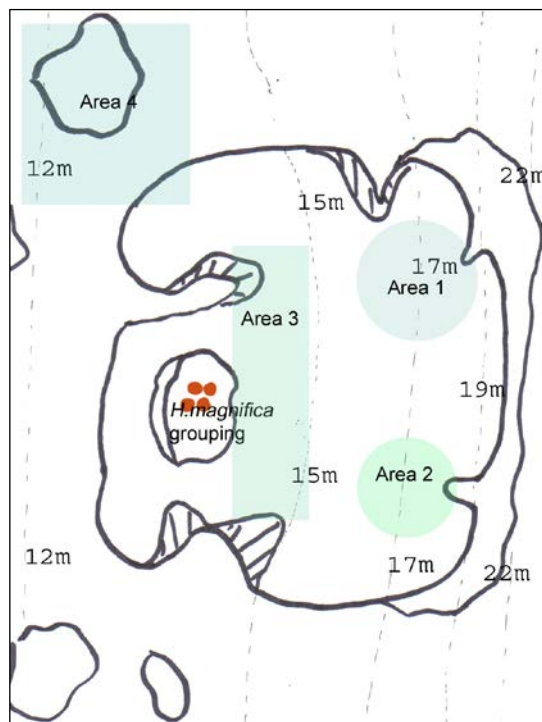 Area 4
12m
22m
15m
17m
Area 1
Area 3
19m
H.magnifica
grouping
15m
Area 2
12m
17m
22m